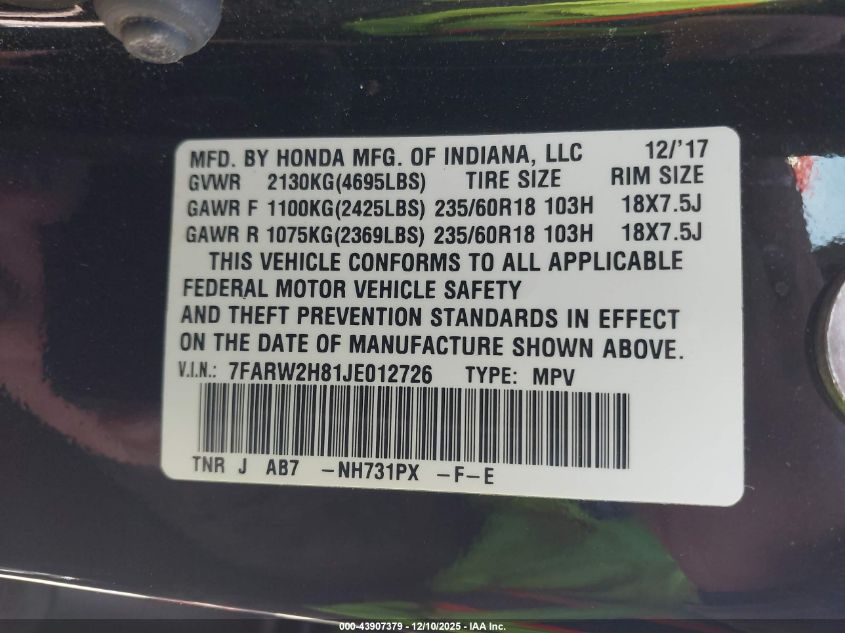 MFD. BY HONDA MFG. OF INDIANA, LLC 12/'17
GVWR 2130KG(4695LBS) TIRE SIZE RIM SIZE
GAWR F 1100KG(2425LBS) 235/60R18 103H 18X7.5J
GAWR R 1075KG(2369LBS) 235/60R18 103H 18X7.5J
THIS VEHICLE CONFORMS TO ALL APPLICABLE
FEDERAL MOTOR VEHICLE SAFETY
AND THEFT PREVENTION STANDARDS IN EFFECT
ON THE DATE OF MANUFACTURE SHOWN ABOVE.
V.I.N.: 7FARW2H81JE012726 TYPE: MPV
TNR J AB7 -NH731PX -F-E
000-43907379 - 12/10/2025 - IAA Inc.